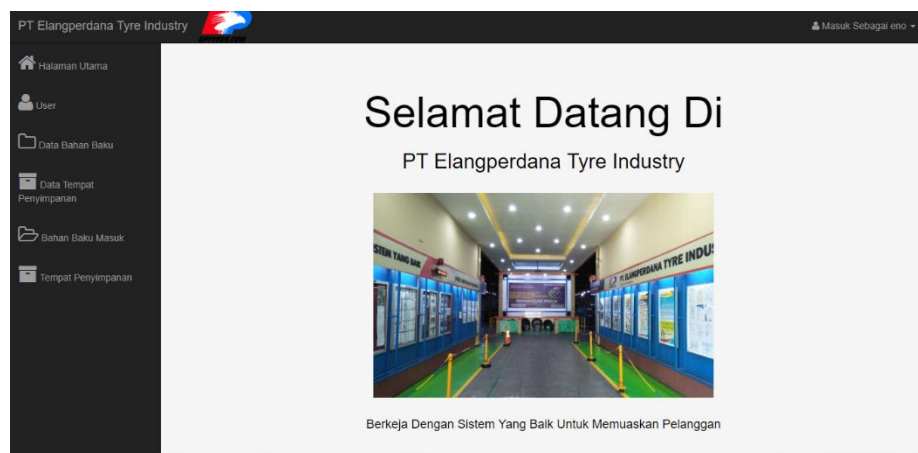 PT Elangperdana Tyre Industry
Masuk Sebagai eno
Halaman Utama
User
Data Bahan Baku
Data Tempat
Penyimpanan
Bahan Baku Masuk
Tempat Penyimpanan
Selamat Datang Di
PT Elangperdana Tyre Industry
SISTEM YANG BAIK
PT. ELANGPERDANA TYRE INDUS
Berkeja Dengan Sistem Yang Baik Untuk Memuaskan Pelanggan